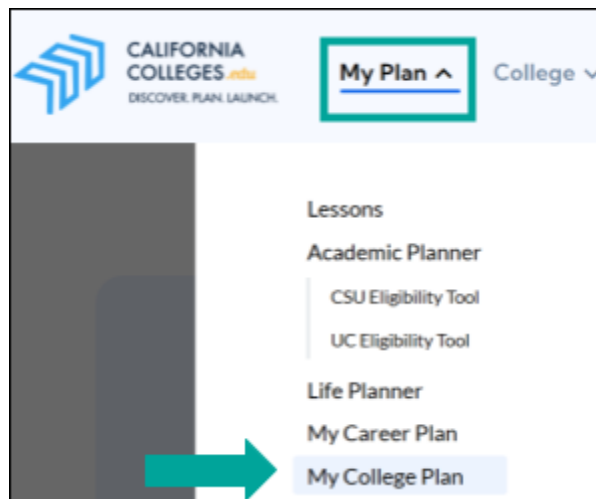 CALIFORNIA
COLLEGES.edu
DISCOVER. PLAN. LAUNCH.
My Plan
College
Lessons
Academic Planner
CSU Eligibility Tool
UC Eligibility Tool
Life Planner
My Career Plan
My College Plan